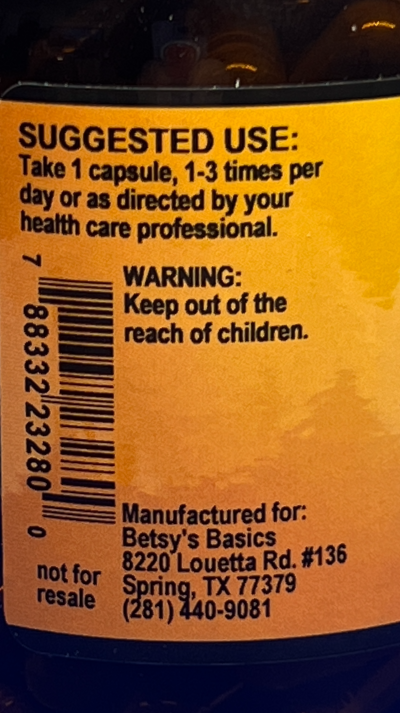 SUGGESTED USE:
Take 1 capsule, 1-3 times per
day or as directed by your
health care professional.
WARNING:
Keep out of the
reach of children.
7 88332 23280 0
not for
resale
Manufactured for:
Betsy's Basics
8220 Louetta Rd. #136
Spring, TX 77379
(281) 440-9081